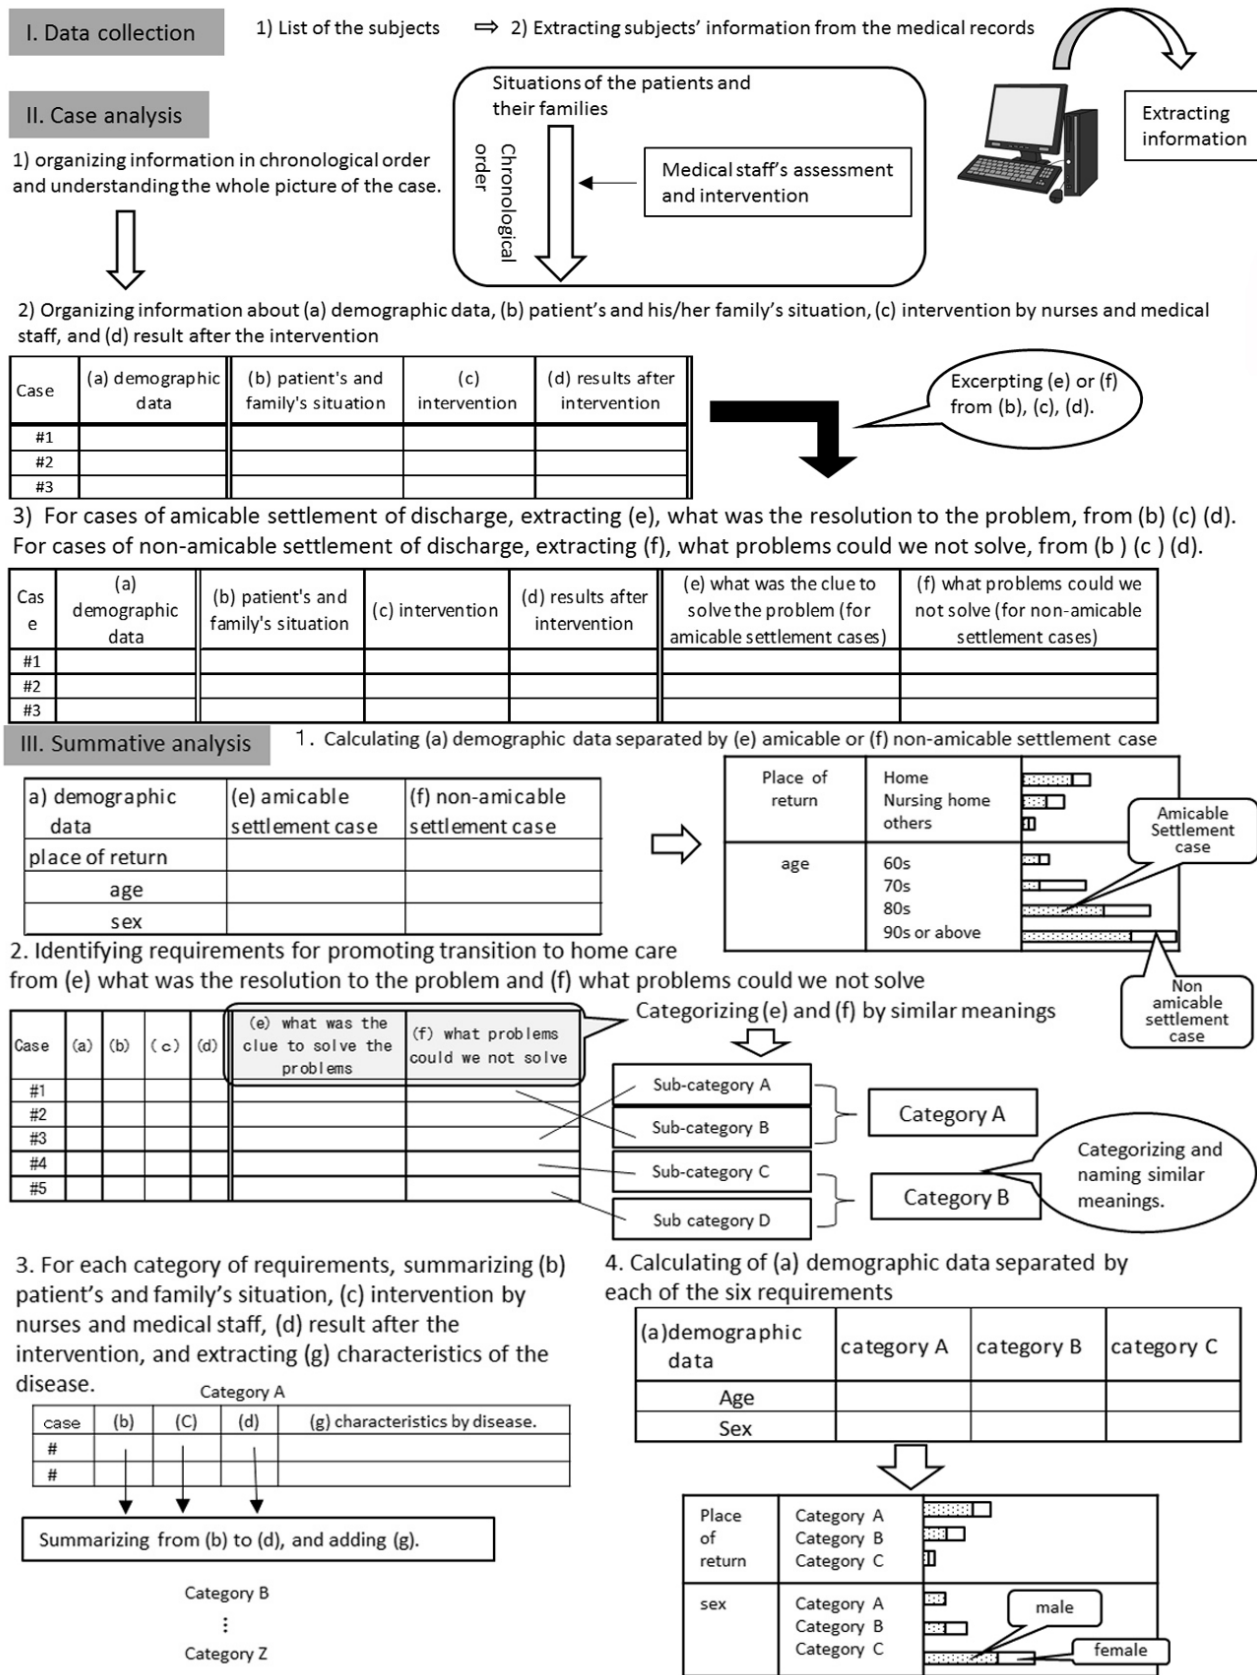 I. Data collection
1) List of the subjects ⇨ 2) Extracting subjects' information from the medical records
Extracting
information
II. Case analysis
1) organizing information in chronological order
and understanding the whole picture of the case.
Situations of the patients and
their families
Chronological
order
Medical staff's assessment
and intervention
2) Organizing information about (a) demographic data, (b) patient's and his/her family's situation, (c) intervention by nurses and medical
staff, and (d) result after the intervention
Case
(a) demographic
data
(b) patient's and
family's situation
(c)
intervention
(d) results after
intervention
#1
#2
#3
Excerpting (e) or (f)
from (b), (c), (d).
3) For cases of amicable settlement of discharge, extracting (e), what was the resolution to the problem, from (b) (c) (d).
For cases of non-amicable settlement of discharge, extracting (f), what problems could we not solve, from (b ) (c ) (d).
Cas
e
(a)
demographic
data
(b) patient's and
family's situation
(c) intervention
(d) results after
intervention
(e) what was the clue to
solve the problem (for
amicable settlement cases)
(f) what problems could we
not solve (for non-amicable
settlement cases)
#1
#2
#3
III. Summative analysis
1. Calculating (a) demographic data separated by (e) amicable or (f) non-amicable settlement case
a) demographic
data
(e) amicable
settlement case
(f) non-amicable
settlement case
place of return
age
sex
Place of
return
Home
Nursing home
others
age
60s
70s
80s
90s or above
Amicable
Settlement
case
Non
amicable
settlement
case
2. Identifying requirements for promoting transition to home care
from (e) what was the resolution to the problem and (f) what problems could we not solve
Case
(a)
(b)
(c)
(d)
(e) what was the
clue to solve the
problems
(f) what problems
could we not solve
#1
#2
#3
#4
#5
Categorizing (e) and (f) by similar meanings
Sub-category A
Sub-category B
Sub-category C
Sub category D
Category A
Category B
Categorizing and
naming similar
meanings.
3. For each category of requirements, summarizing (b)
patient's and family's situation, (c) intervention by
nurses and medical staff, (d) result after the
intervention, and extracting (g) characteristics of the
disease.
Category A
case
(b)
(C)
(d)
(g) characteristics by disease.
#
#
Summarizing from (b) to (d), and adding (g).
Category B
⋮
Category Z
4. Calculating of (a) demographic data separated by
each of the six requirements
(a)demographic
data
category A
category B
category C
Age
Sex
Place
of
return
Category A
Category B
Category C
sex
Category A
Category B
Category C
male
female